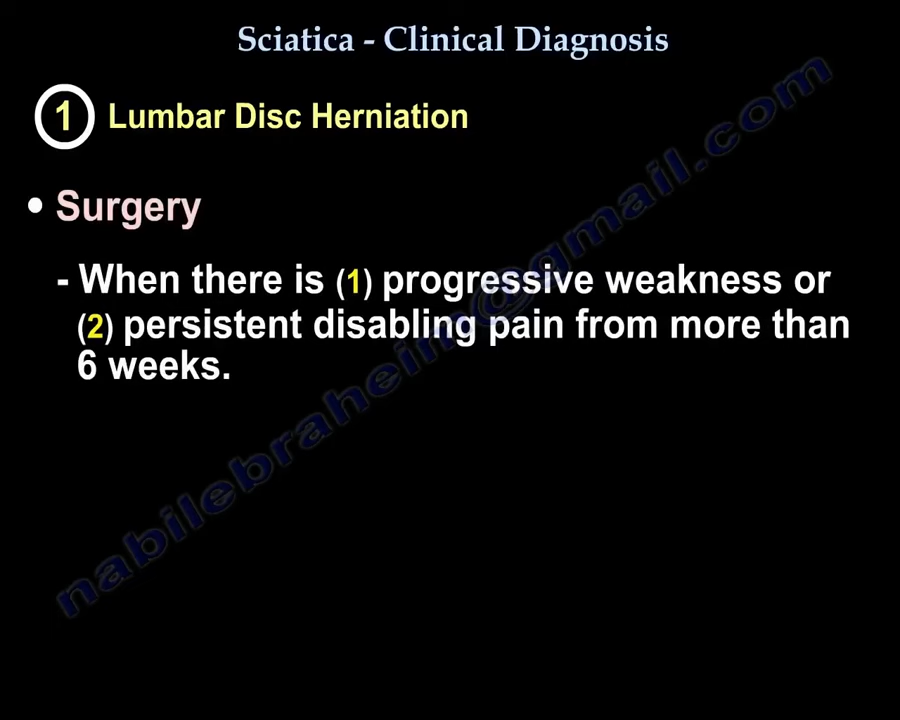 Sciatica - Clinical Diagnosis
1 Lumbar Disc Herniation
• Surgery
- When there is (1) progressive weakness or
(2) persistent disabling pain from more than
6 weeks.
nabilebraheim@gmail.com